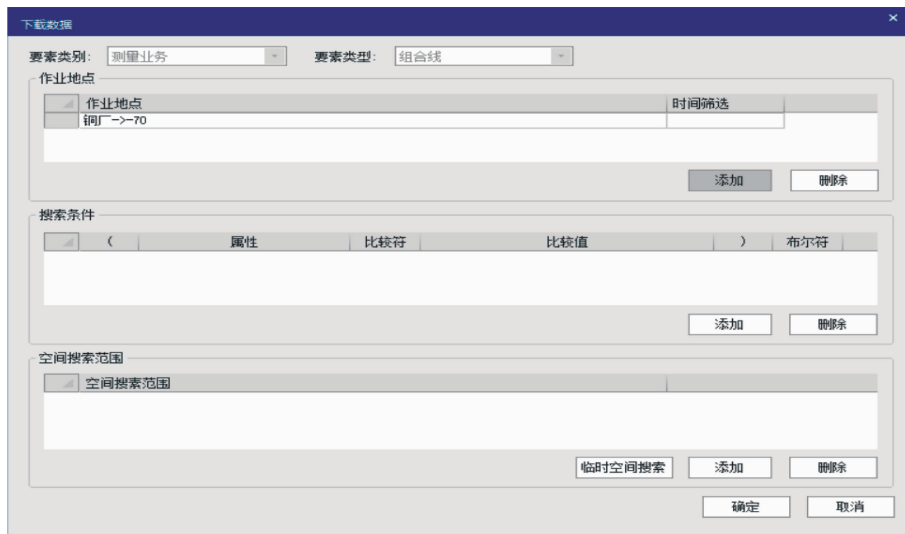 下载数据
要素类别: 测量业务 要素类型: 组合线
作业地点
作业地点 时间筛选
铜厂->-70
添加 删除
搜索条件
( 属性 比较符 比较值 ) 布尔符
添加 删除
空间搜索范围
空间搜索范围
临时空间搜索 添加 删除
确定 取消